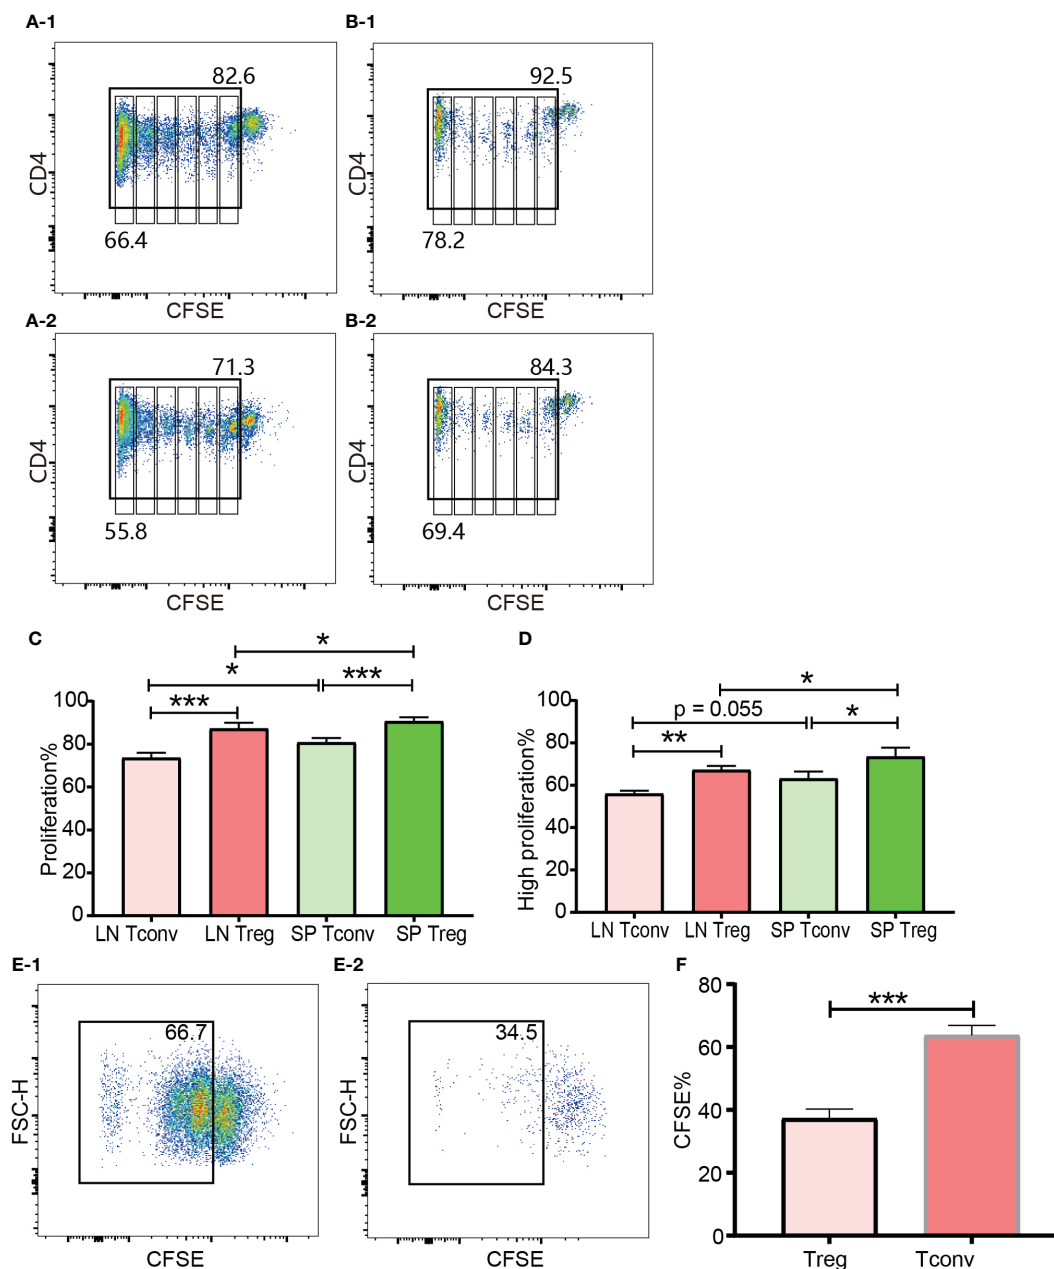 A-1 B-1
82.6 92.5
CD4 CD4
66.4 78.2
CFSE CFSE
A-2 B-2
71.3 84.3
CD4 CD4
55.8 69.4
CFSE CFSE
C
*
* ***
***
100
80
60
40
20
0
Proliferation%
LN Tconv LN Treg SP Tconv SP Treg
D
*
p = 0.055 *
**
100
80
60
40
20
0
High proliferation%
LN Tconv LN Treg SP Tconv SP Treg
E-1
66.7
FSC-H
CFSE
E-2
34.5
FSC-H
CFSE
F
***
80
60
40
20
0
CFSE%
Treg Tconv